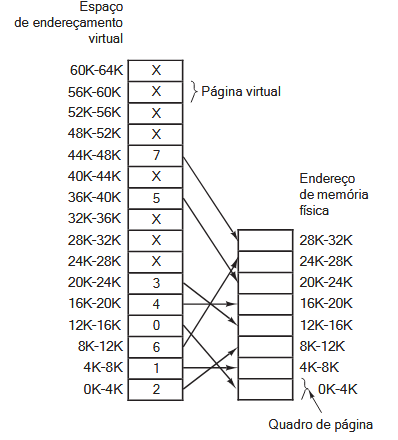 Espaço
de endereçamento
virtual
60K-64K X
56K-60K X
Página virtual
52K-56K X
48K-52K X
44K-48K 7
40K-44K X
36K-40K 5
32K-36K X
28K-32K X
24K-28K X
20K-24K 3
16K-20K 4
12K-16K 0
8K-12K 6
4K-8K 1
0K-4K 2
Endereço
de memória
física
28K-32K
24K-28K
20K-24K
16K-20K
12K-16K
8K-12K
4K-8K
0K-4K
Quadro de página